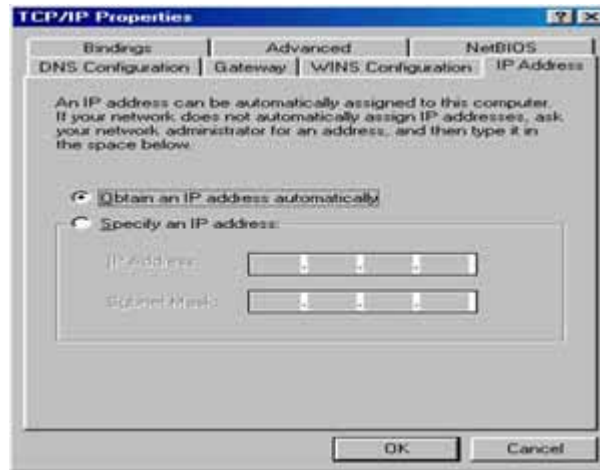 TCP/IP Properties
Bindings Advanced NetBIOS
DNS Configuration Gateway WINS Configuration IP Address
An IP address can be automatically assigned to this computer.
If your network does not automatically assign IP addresses, ask
your network administrator for an address, and then type it in
the space below.
Obtain an IP address automatically
Specify an IP address:
IP Address:
Subnet Mask:
OK Cancel